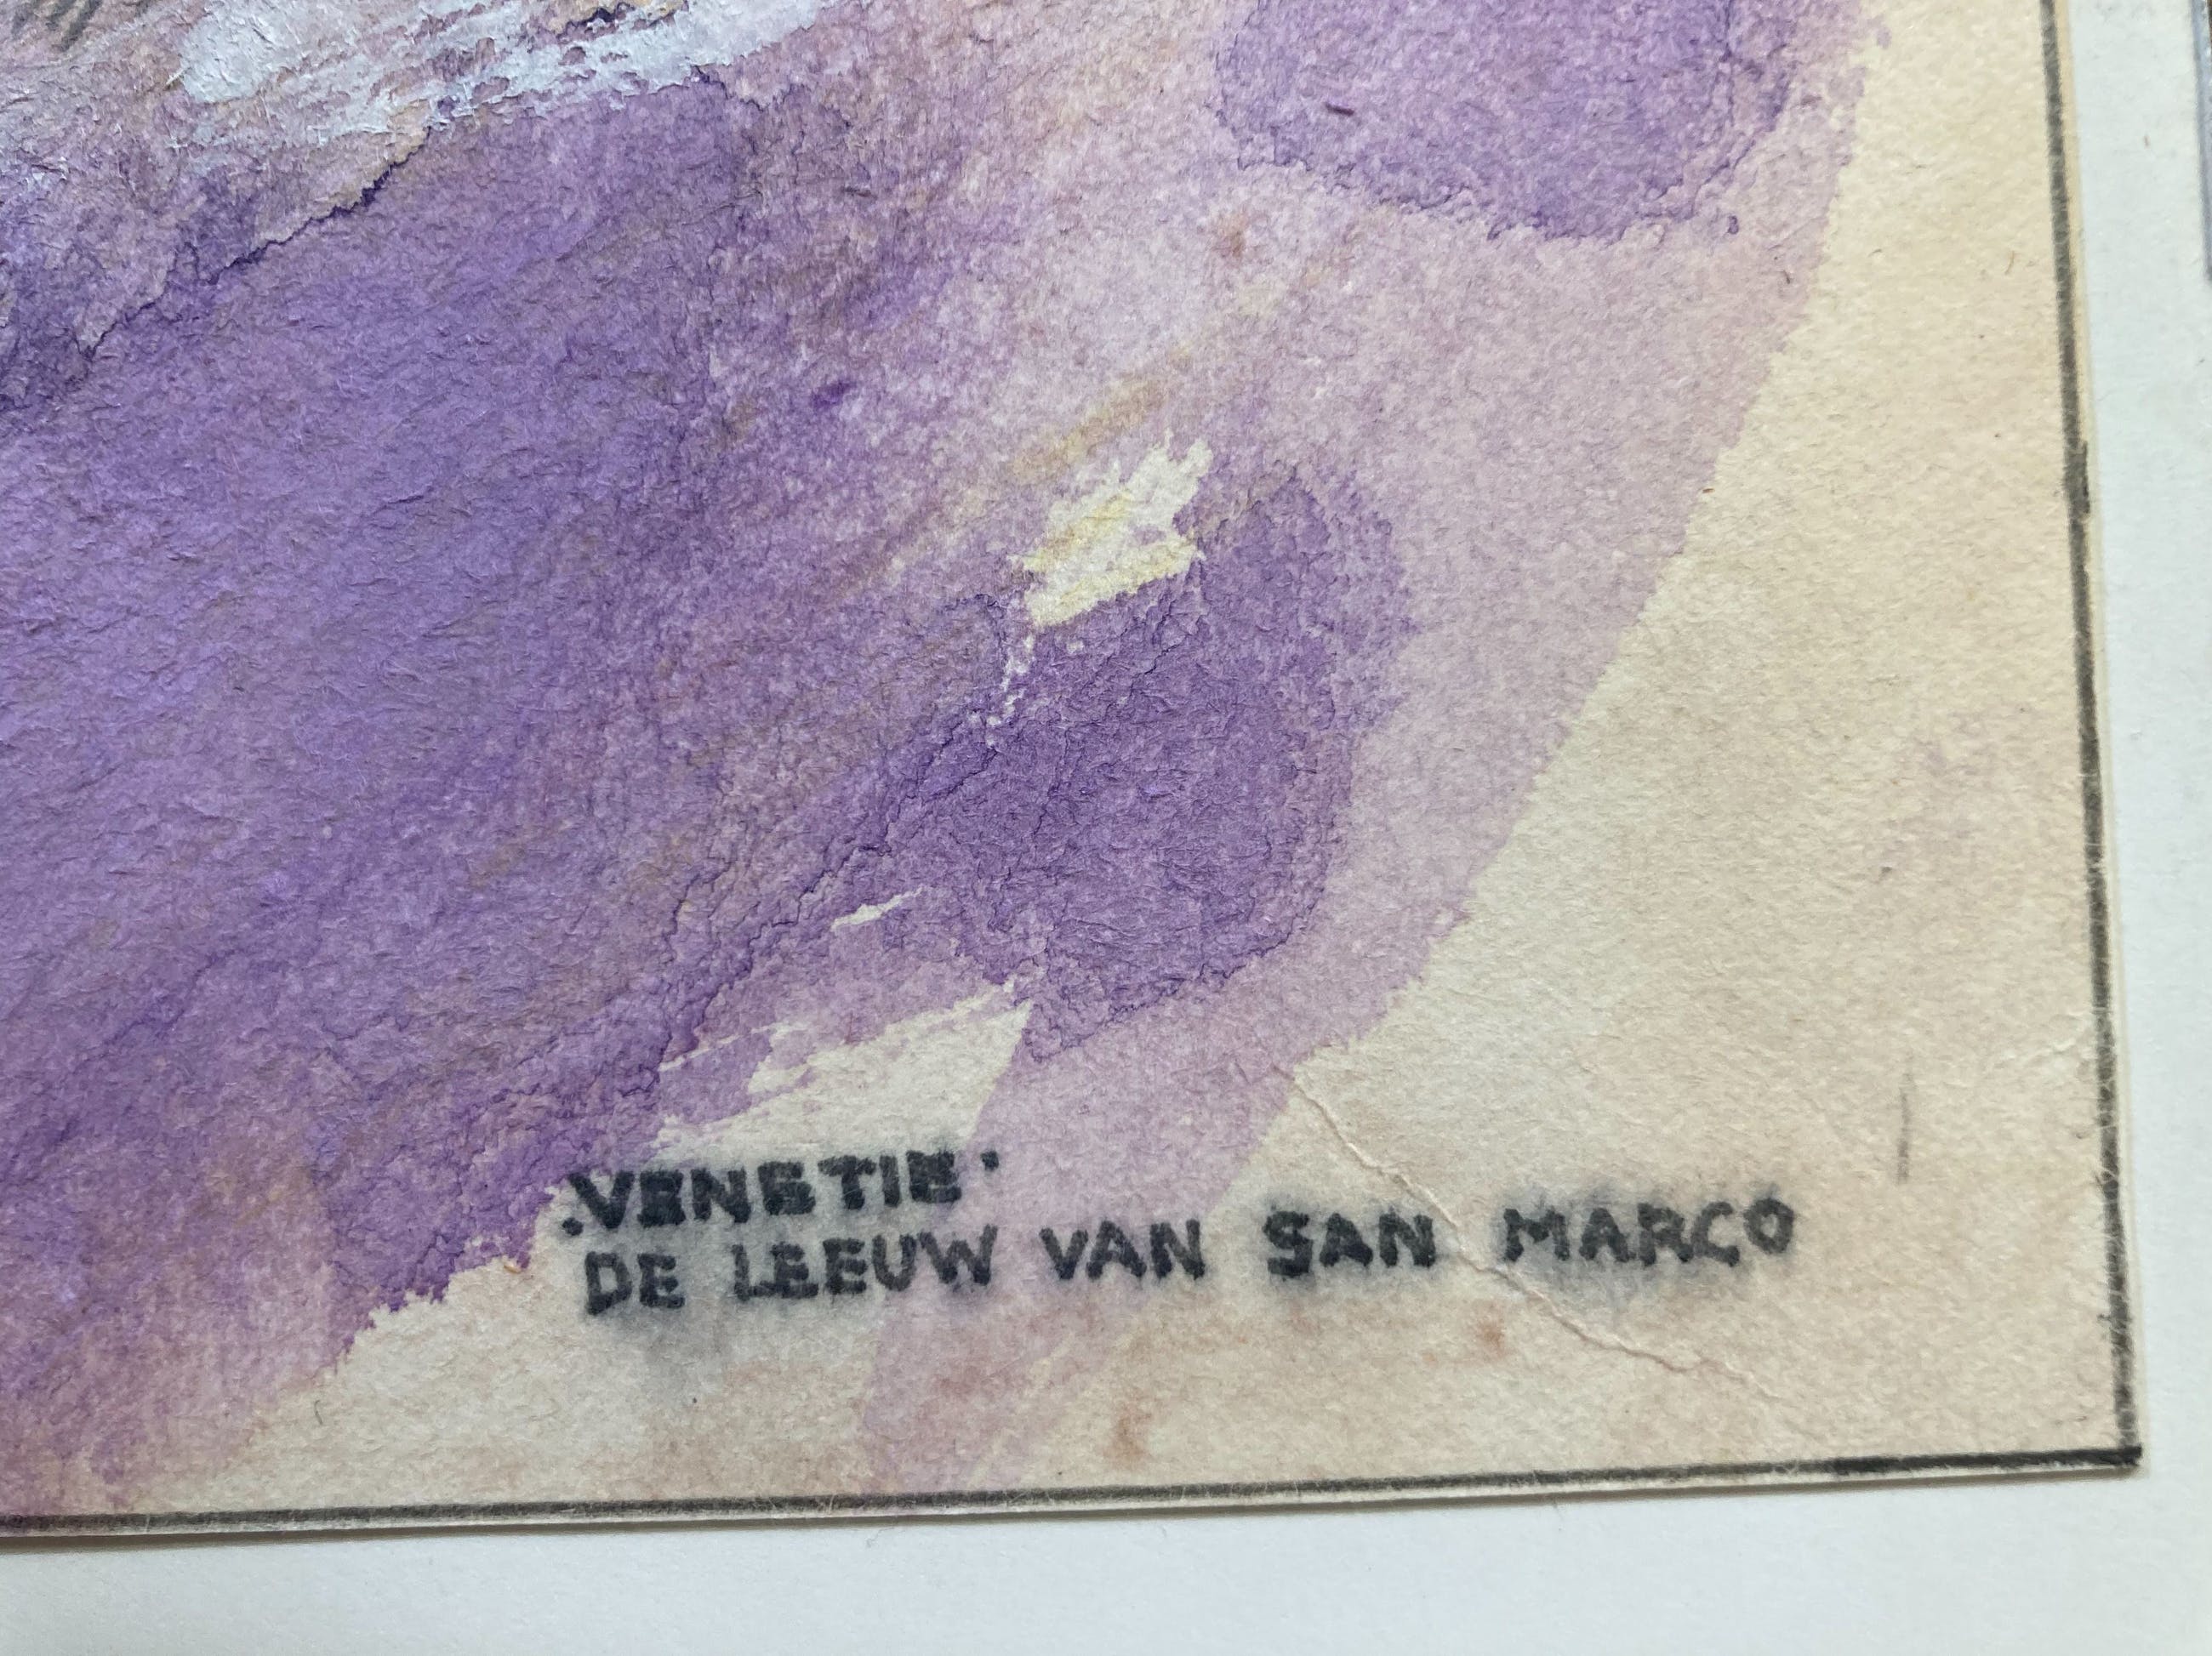 ·VENETIE·
DE LEEUW VAN SAN MARCO